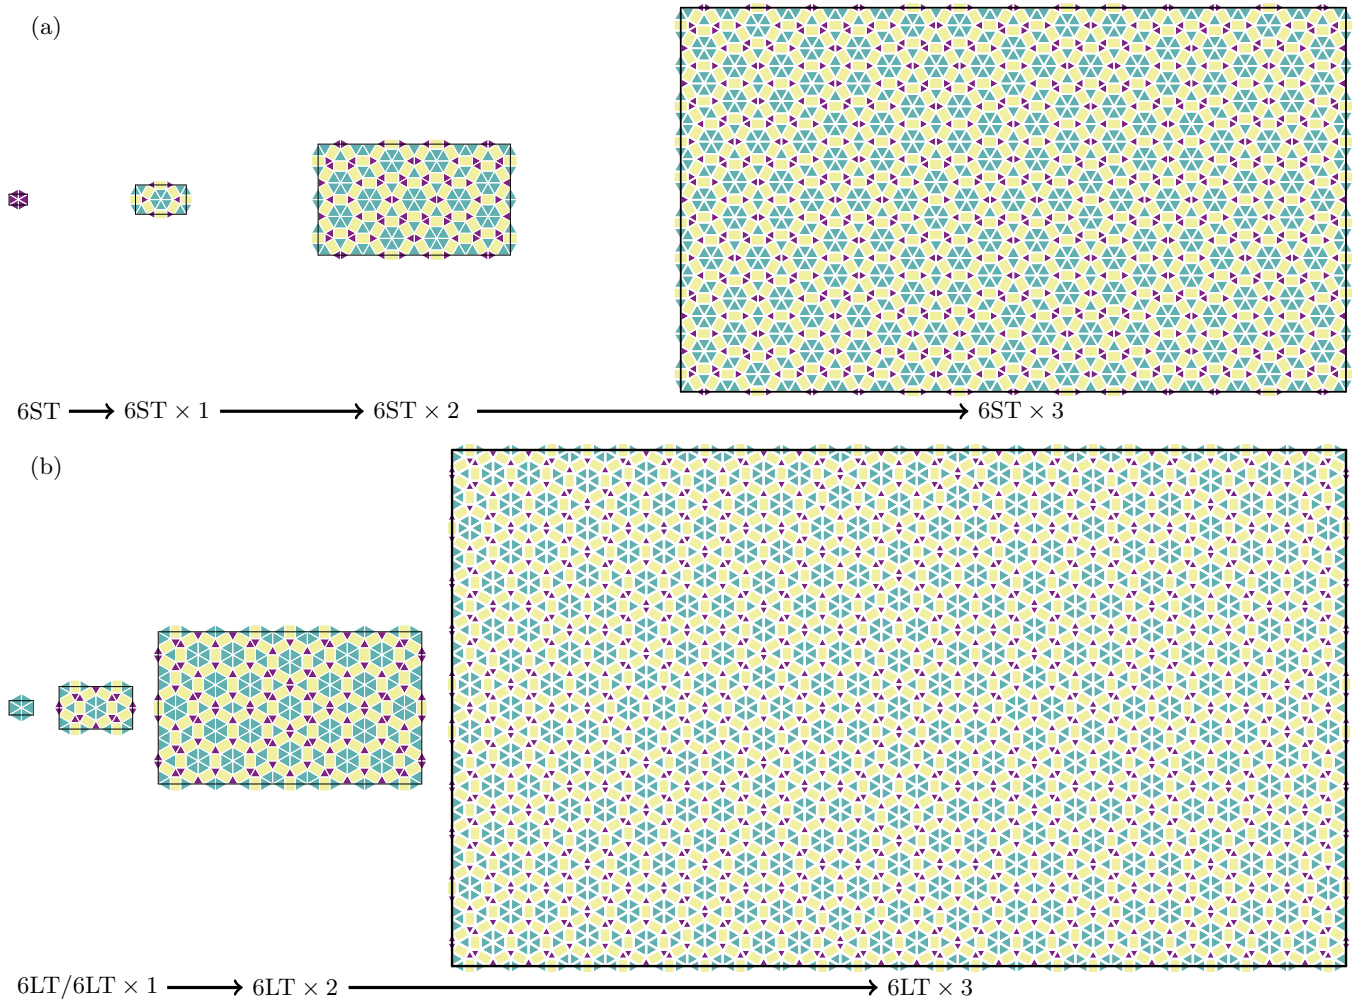 (a)
6ST 6ST × 1 6ST × 2 6ST × 3
(b)
6LT/6LT × 1 6LT × 2 6LT × 3